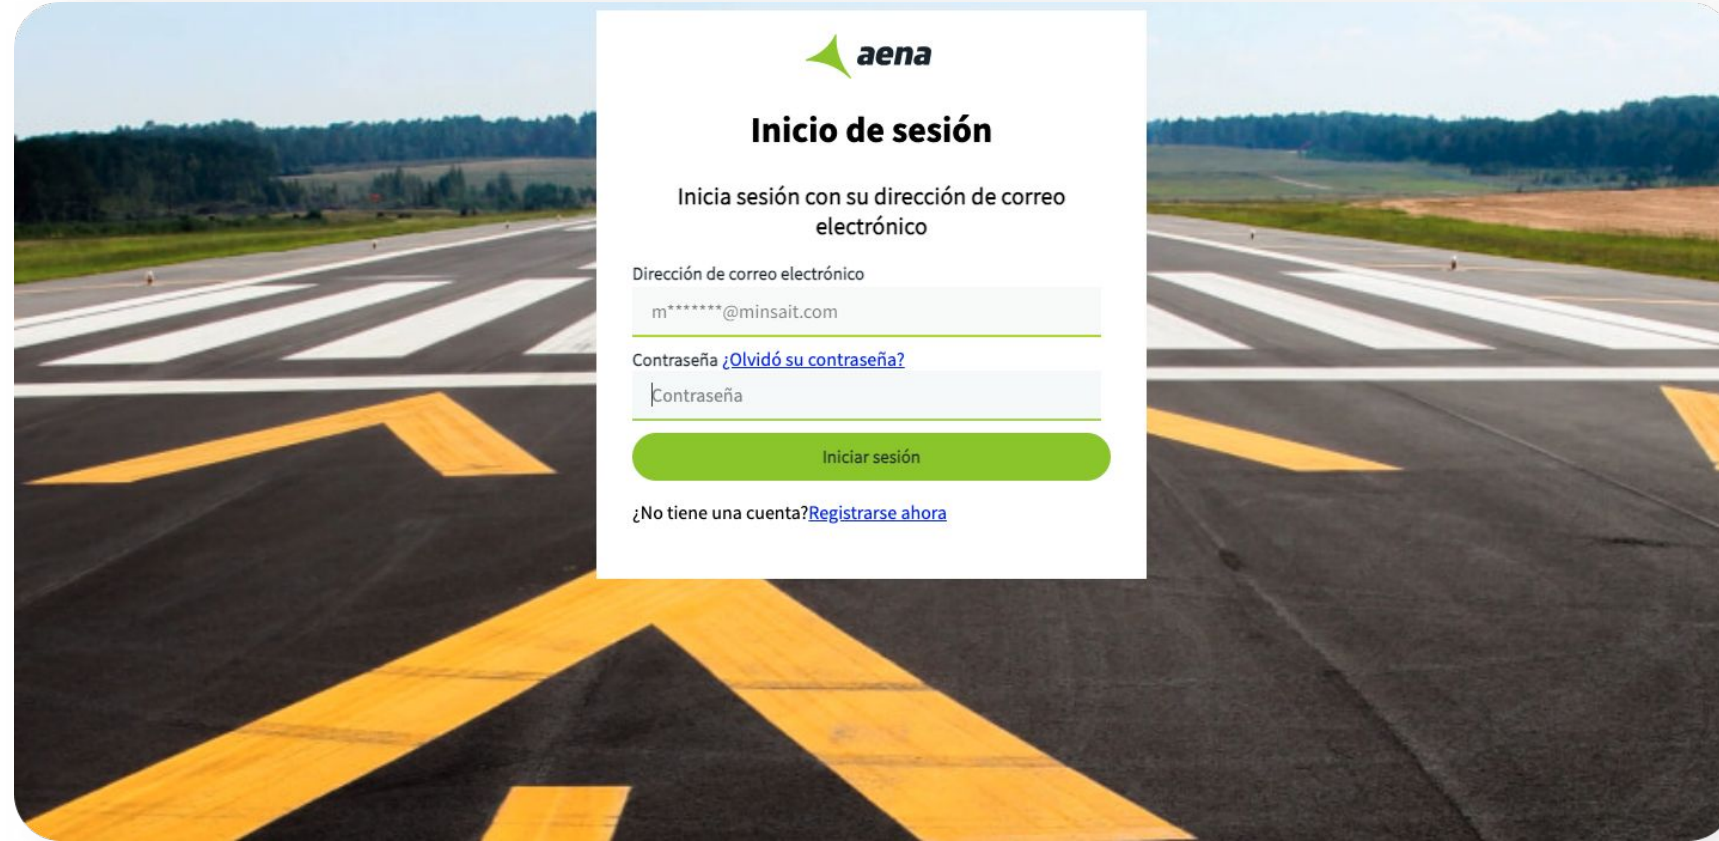 aena
Inicio de sesión
Inicia sesión con su dirección de correo
electrónico
Dirección de correo electrónico
m*******@minsait.com
Contraseña ¿Olvidó su contraseña?
Contraseña
Iniciar sesión
¿No tiene una cuenta?Registrarse ahora